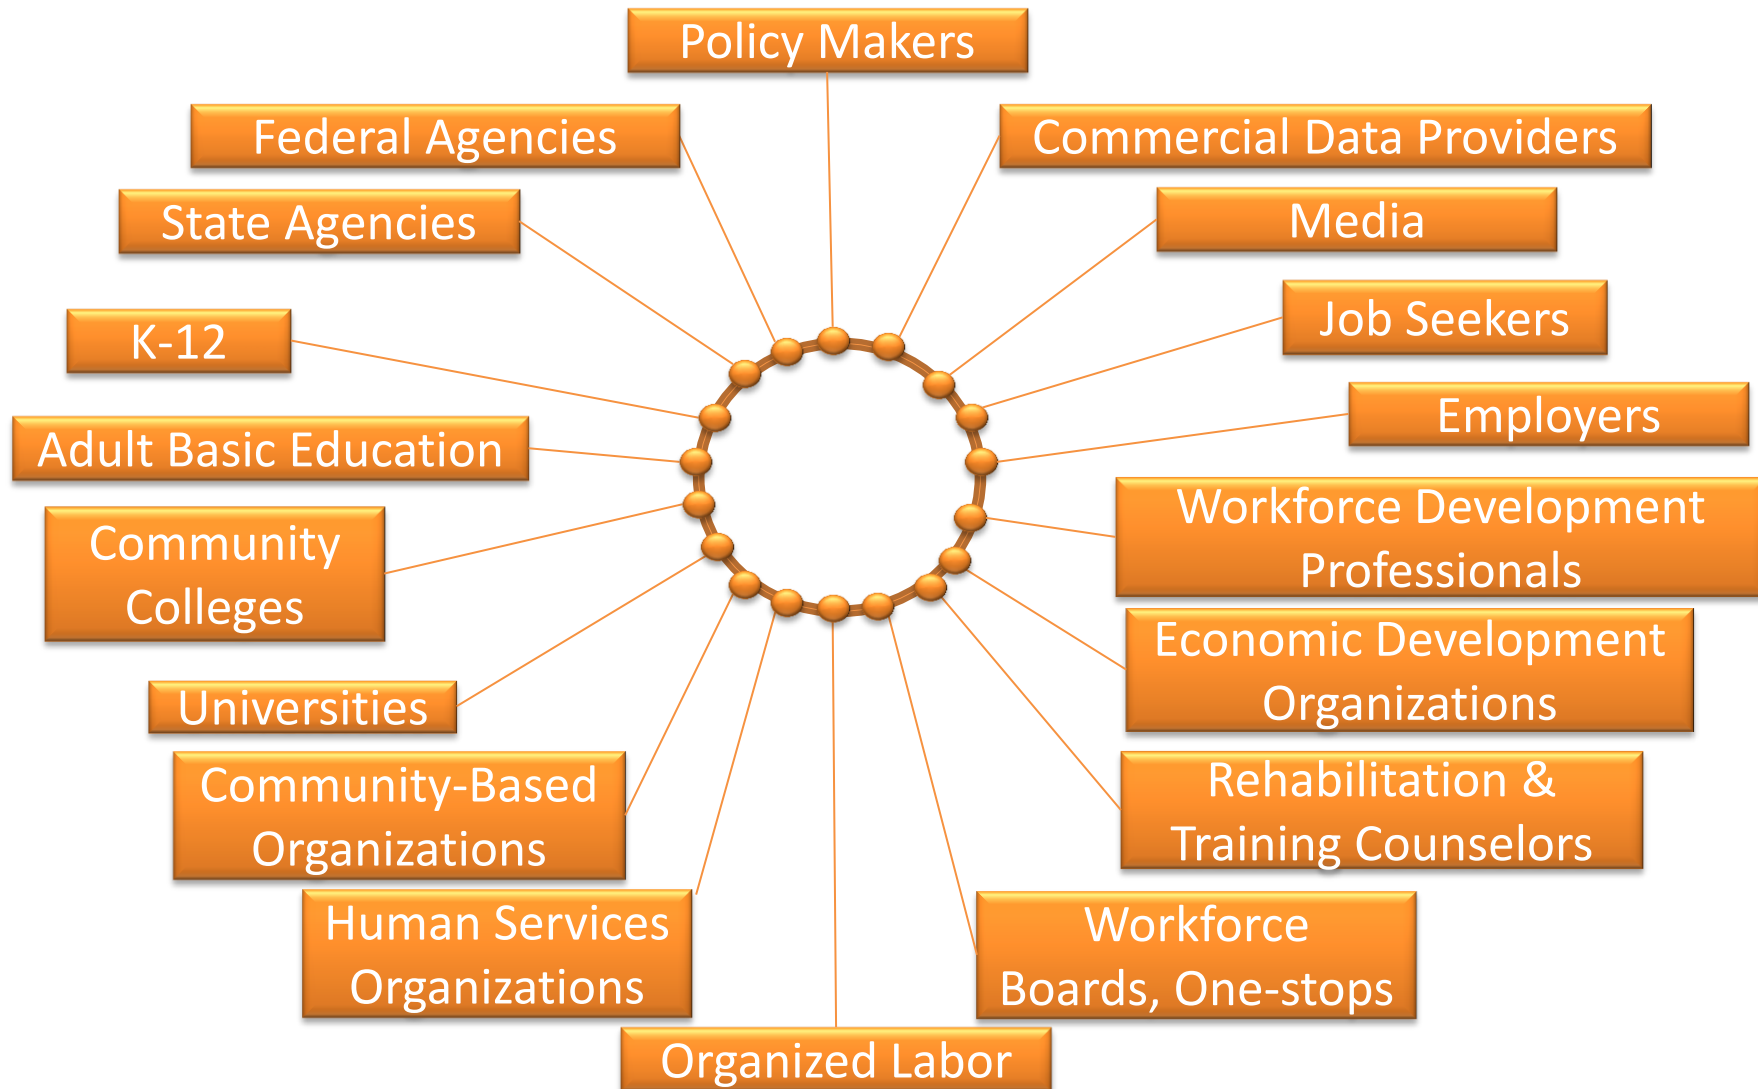 Policy Makers
Federal Agencies
Commercial Data Providers
State Agencies
Media
K-12
Job Seekers
Adult Basic Education
Employers
Community
Colleges
Workforce Development
Professionals
Universities
Economic Development
Organizations
Community-Based
Organizations
Rehabilitation &
Training Counselors
Human Services
Organizations
Workforce
Boards, One-stops
Organized Labor